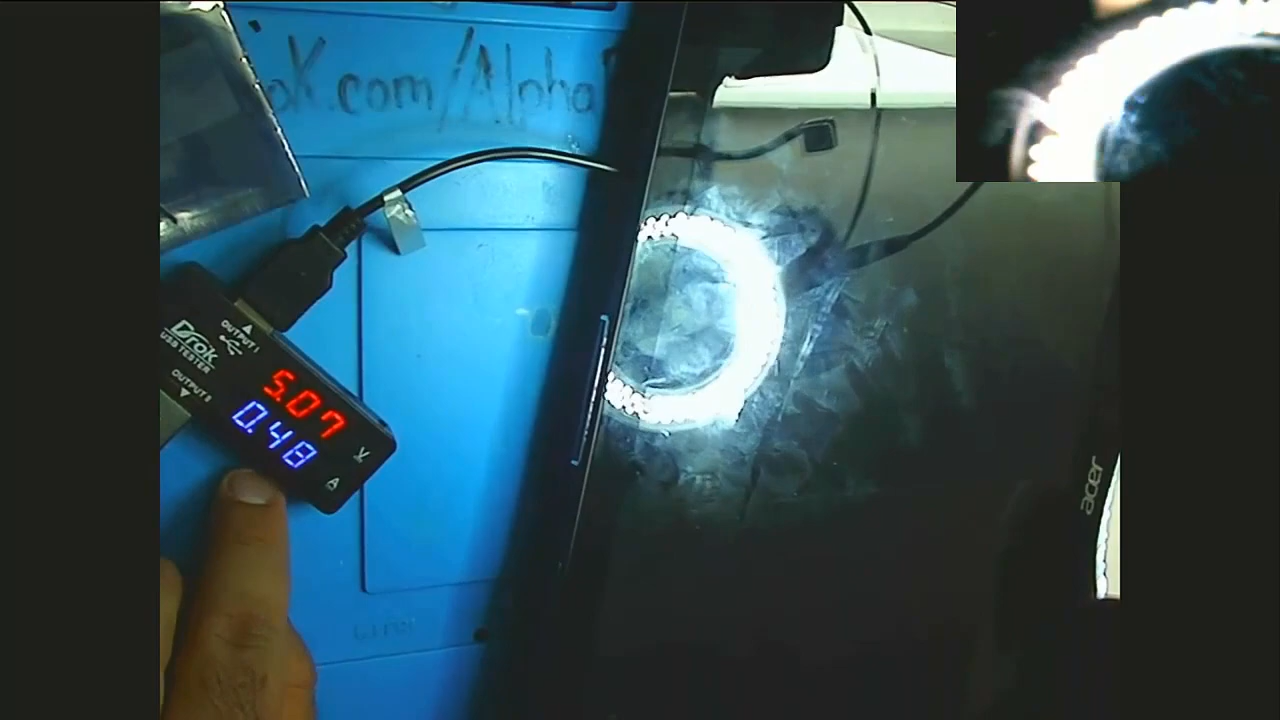 ok.com/Alpha
Drok
USB TESTER
OUTPUT 1
OUTPUT 2
5.07
V
0.48
A
acer